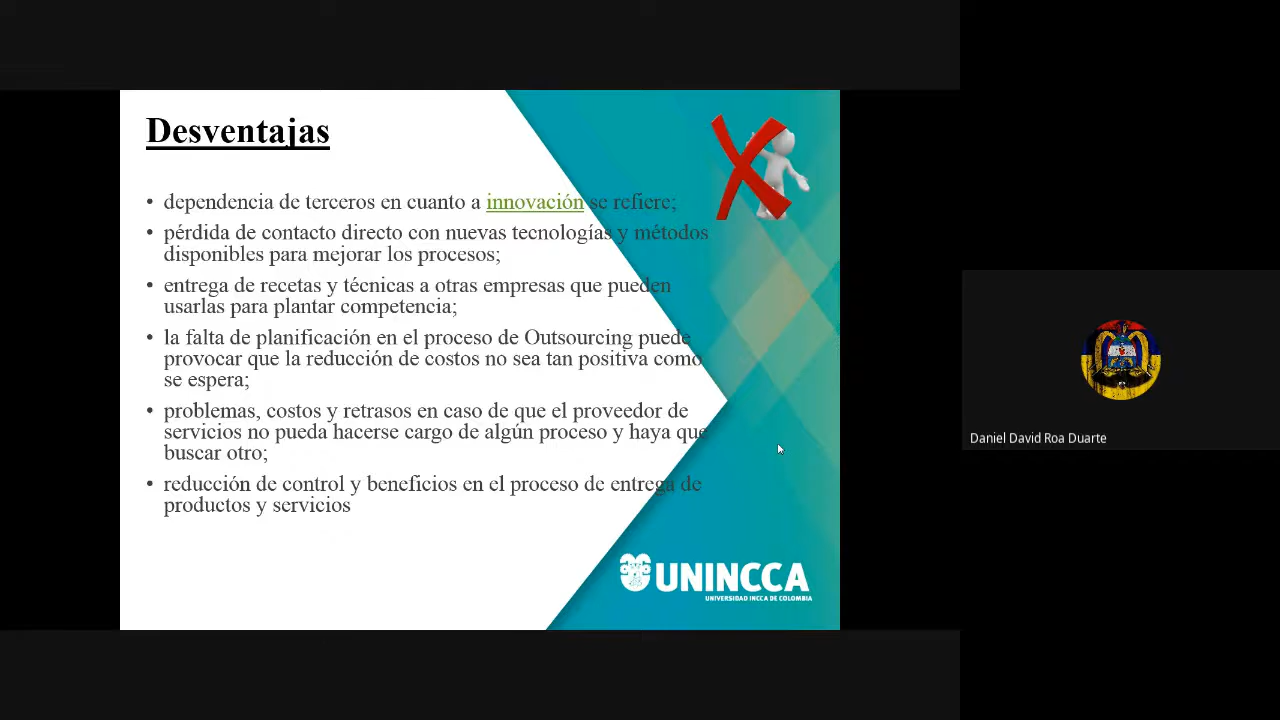 Desventajas
• dependencia de terceros en cuanto a innovación se refiere;
• pérdida de contacto directo con nuevas tecnologías y métodos
disponibles para mejorar los procesos;
• entrega de recetas y técnicas a otras empresas que pueden
usarlas para plantar competencia;
• la falta de planificación en el proceso de Outsourcing puede
provocar que la reducción de costos no sea tan positiva como
se espera;
• problemas, costos y retrasos en caso de que el proveedor de
servicios no pueda hacerse cargo de algún proceso y haya que
buscar otro;
• reducción de control y beneficios en el proceso de entrega de
productos y servicios
UNINCCA
UNIVERSIDAD INCCA DE COLOMBIA
Daniel David Roa Duarte